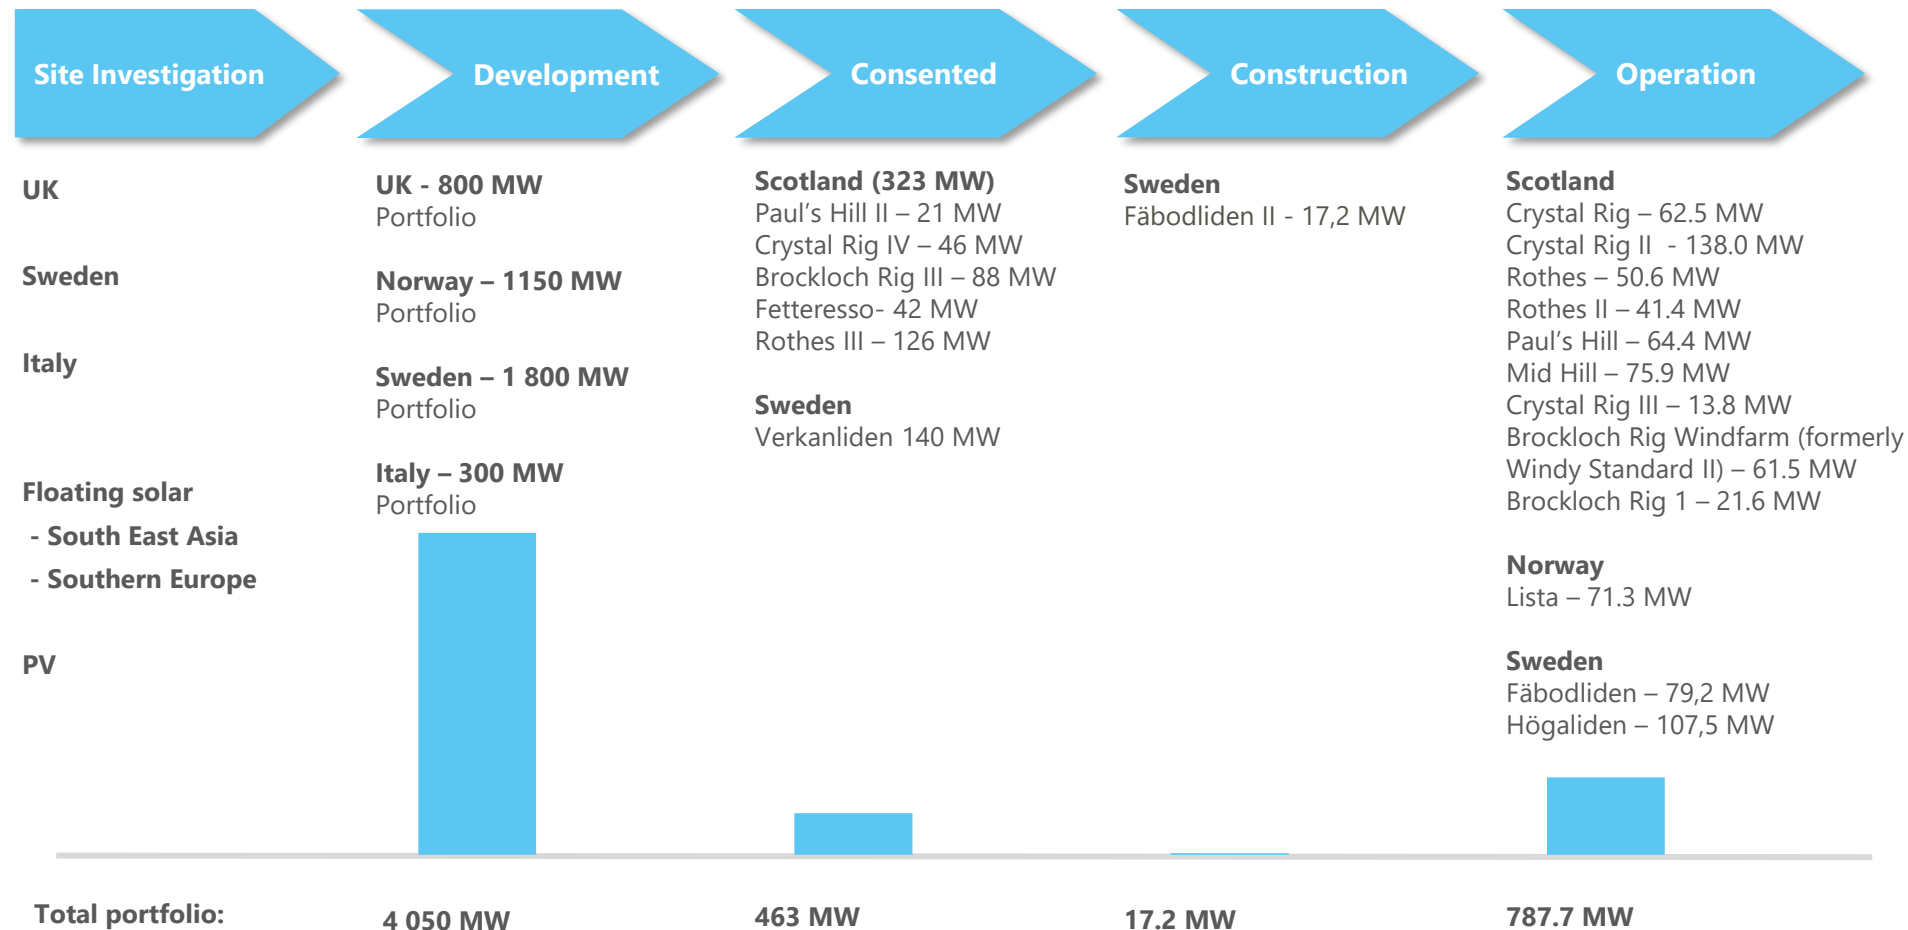 Site Investigation
Development
Consented
Construction
Operation
UK
Sweden
Italy
Floating solar
- South East Asia
- Southern Europe
PV
UK - 800 MW
Portfolio
Norway – 1150 MW
Portfolio
Sweden – 1 800 MW
Portfolio
Italy – 300 MW
Portfolio
Scotland (323 MW)
Paul's Hill II – 21 MW
Crystal Rig IV – 46 MW
Brockloch Rig III – 88 MW
Fetteresso- 42 MW
Rothes III – 126 MW
Sweden
Verkanliden 140 MW
Sweden
Fäbodliden II - 17,2 MW
Scotland
Crystal Rig – 62.5 MW
Crystal Rig II  - 138.0 MW
Rothes – 50.6 MW
Rothes II – 41.4 MW
Paul's Hill – 64.4 MW
Mid Hill – 75.9 MW
Crystal Rig III – 13.8 MW
Brockloch Rig Windfarm (formerly
Windy Standard II) – 61.5 MW
Brockloch Rig 1 – 21.6 MW
Norway
Lista – 71.3 MW
Sweden
Fäbodliden – 79,2 MW
Högaliden – 107,5 MW
Total portfolio:
4 050 MW
463 MW
17.2 MW
787.7 MW